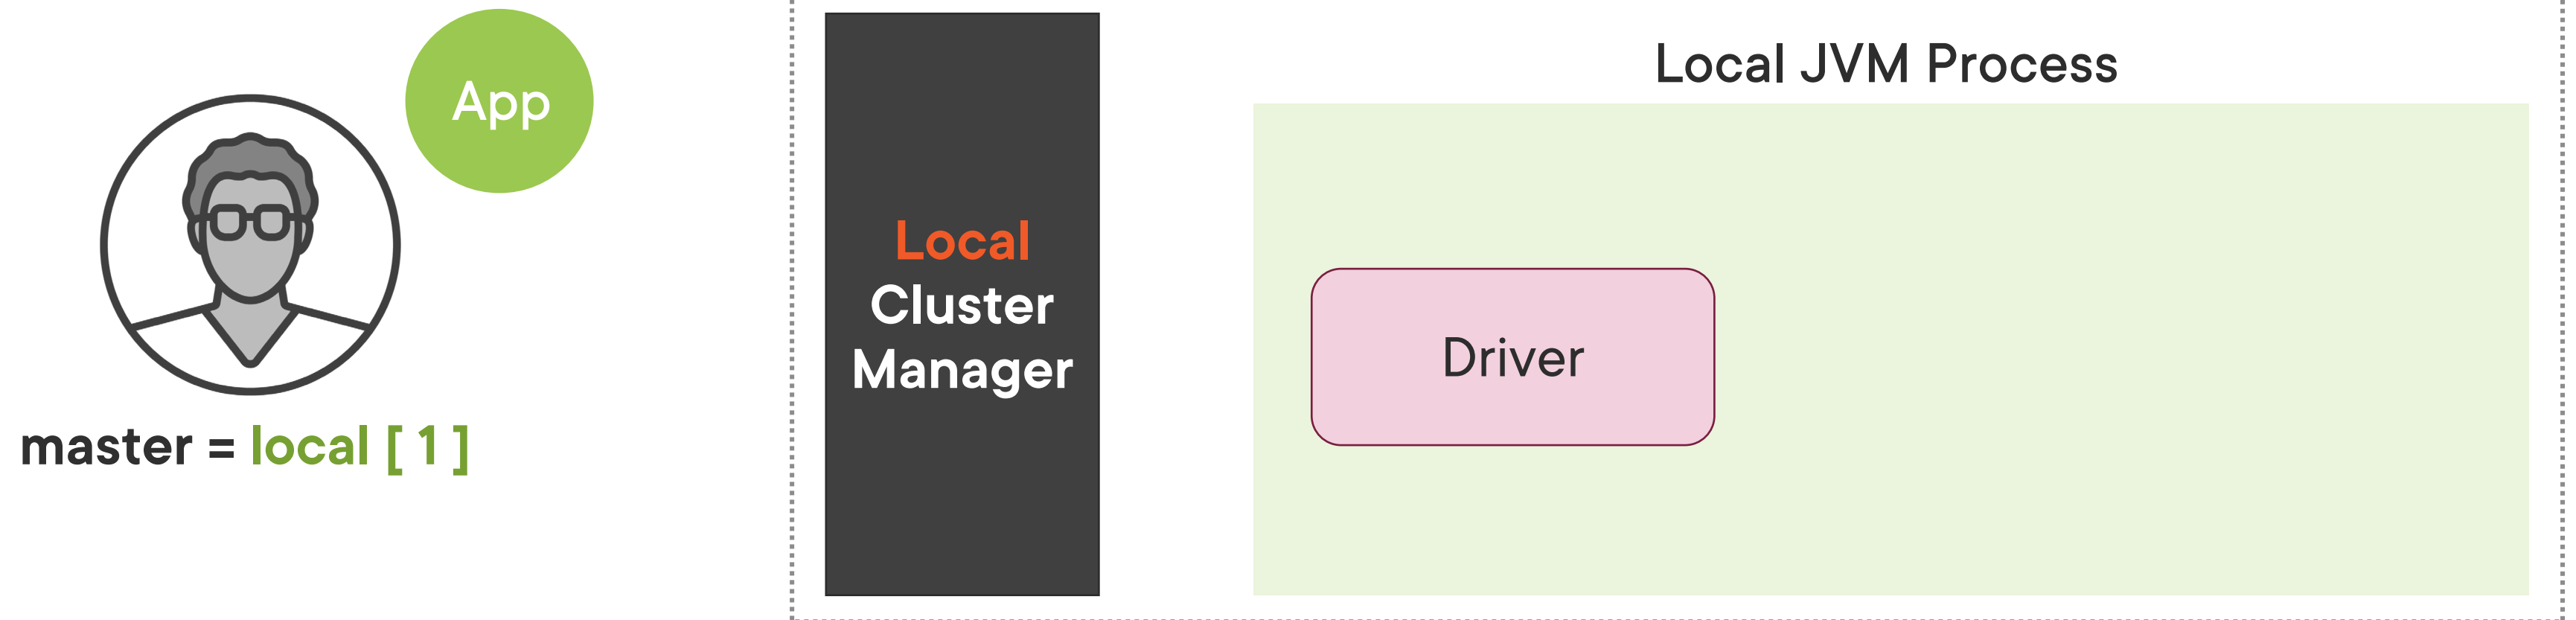 App
master = local [ 1 ]
Local
Cluster
Manager
Local JVM Process
Driver